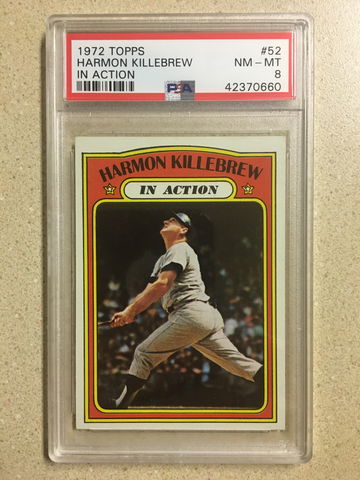 1972 TOPPS #52
HARMON KILLEBREW NM - MT
IN ACTION 8
PSA 42370660
HARMON KILLEBREW
IN ACTION